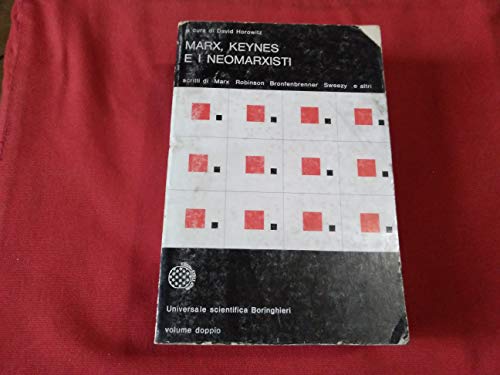 a cura di David Horowitz
MARX, KEYNES
E I NEOMARXISTI
scritti di Marx Robinson Bronfenbrenner Sweezy e altri
Universale scientifica Boringhieri
volume doppio